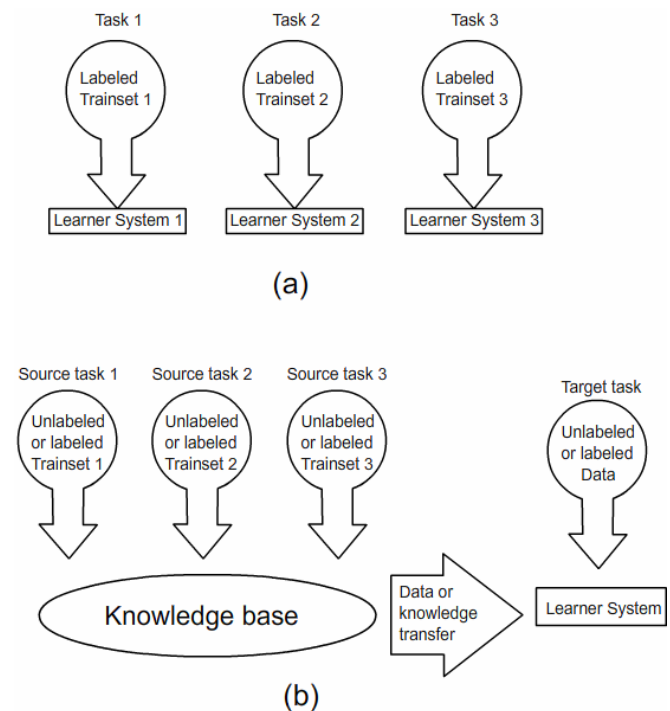 Task 1 Task 2 Task 3
Labeled Labeled Labeled
Trainset 1 Trainset 2 Trainset 3
Learner System 1 Learner System 2 Learner System 3
(a)
Source task 1 Source task 2 Source task 3
Target task
Unlabeled Unlabeled Unlabeled
or labeled or labeled or labeled
Trainset 1 Trainset 2 Trainset 3
Unlabeled
or labeled
Data
Knowledge base
Data or
knowledge
transfer
Learner System
(b)